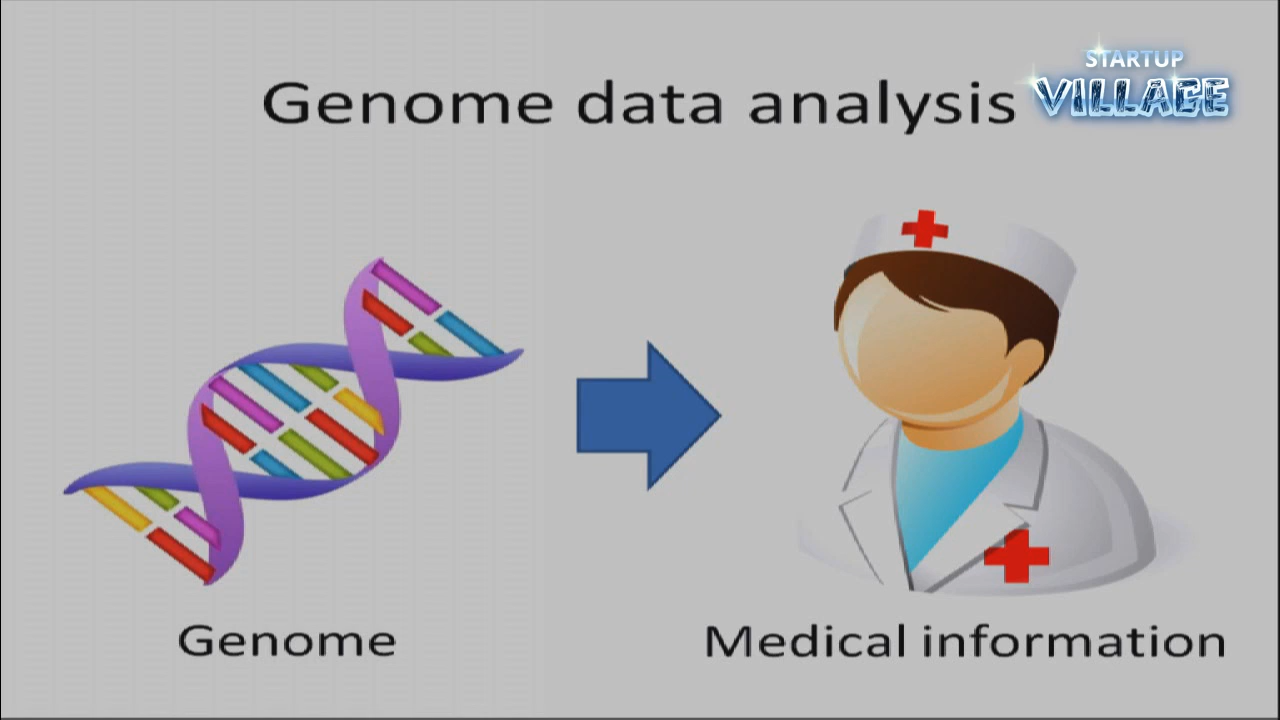 STARTUP
VILLAGE
Genome data analysis
Genome
Medical information